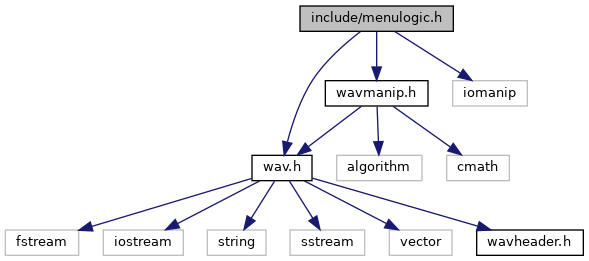 include/menulogic.h
wavmanip.h
iomanip
wav.h
algorithm
cmath
fstream
iostream
string
sstream
vector
wavheader.h